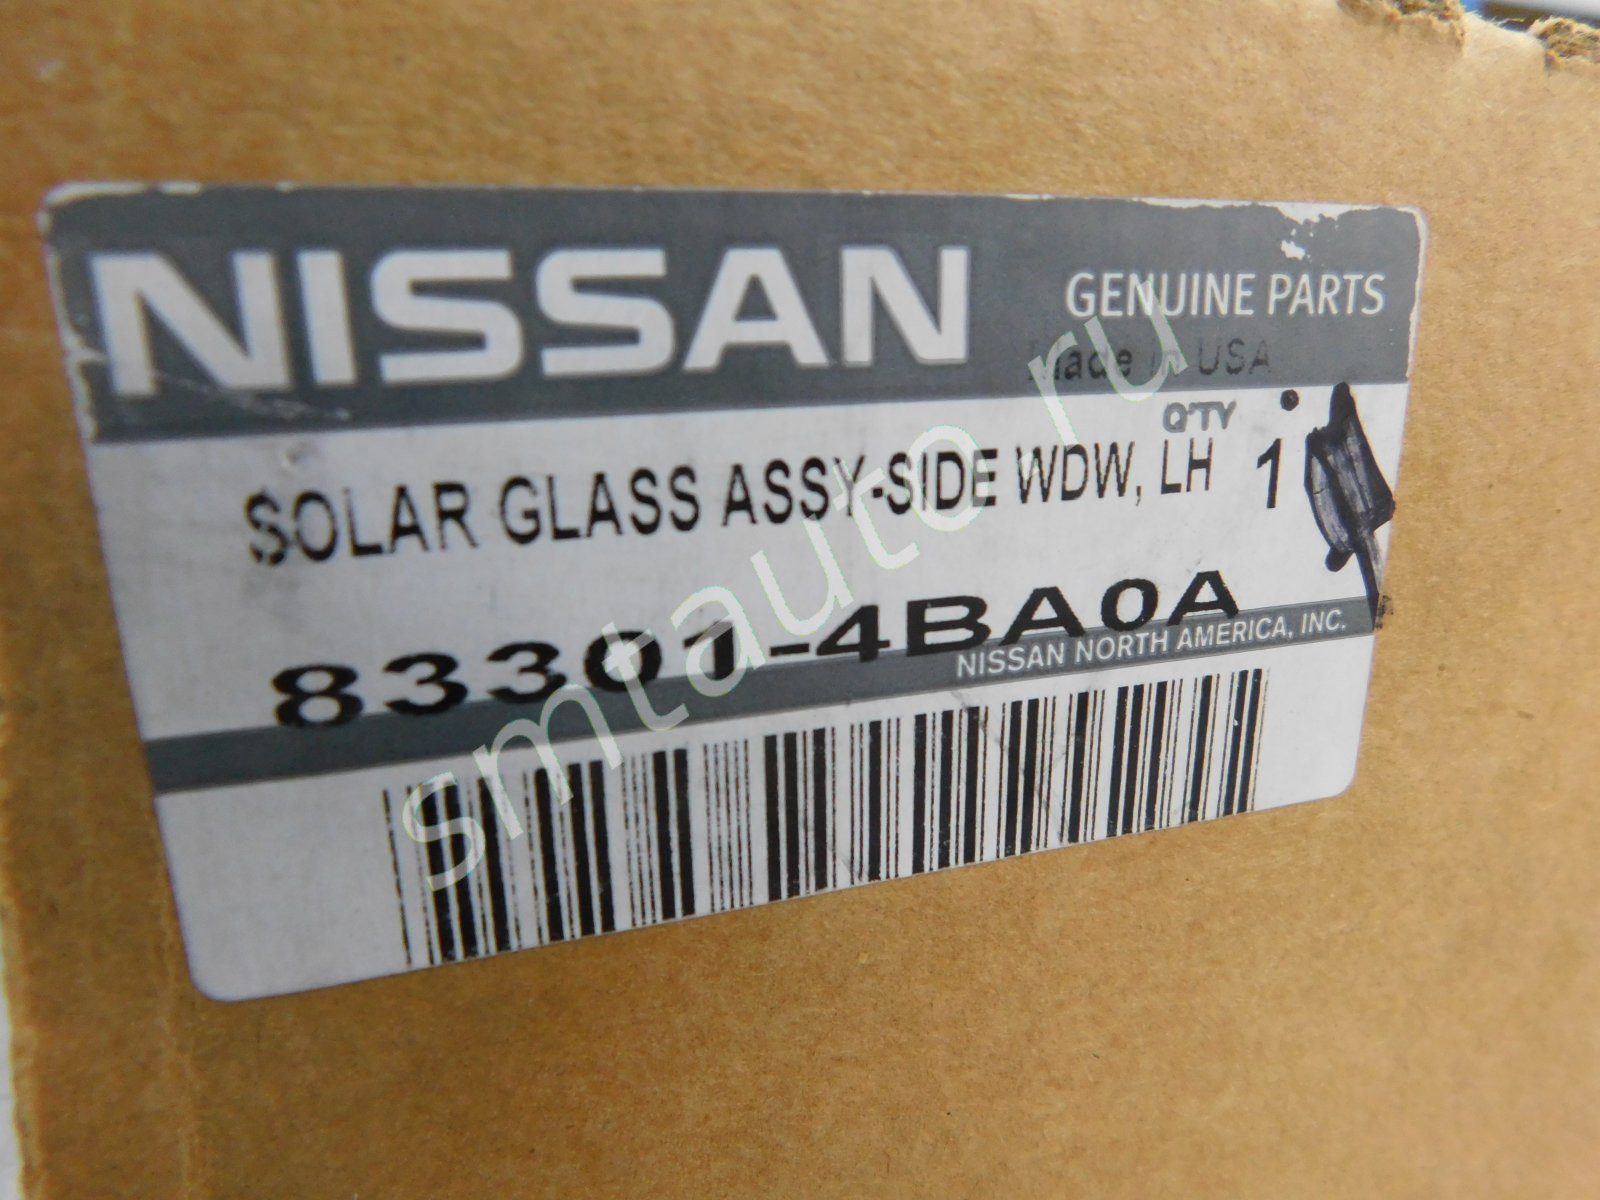 NISSAN
GENUINE PARTS
Made in USA
Q'TY
SOLAR GLASS ASSY-SIDE WDW, LH 1
83301-4BA0A
NISSAN NORTH AMERICA, INC.
smtauto.ru